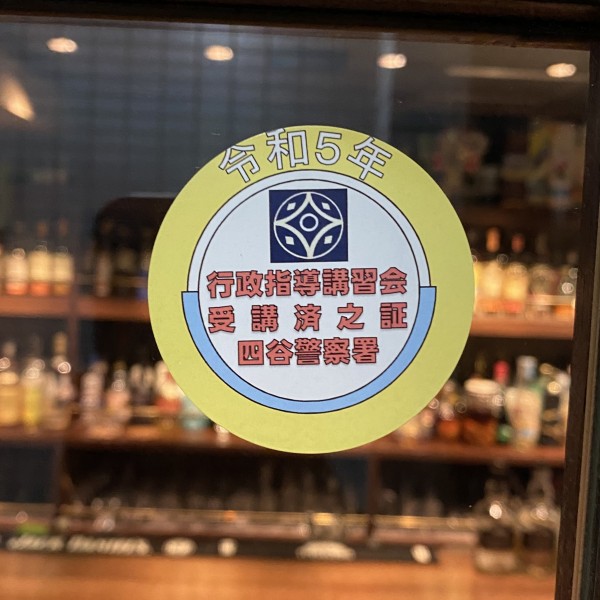 令和5年
行政指導講習会
受講済之証
四谷警察署